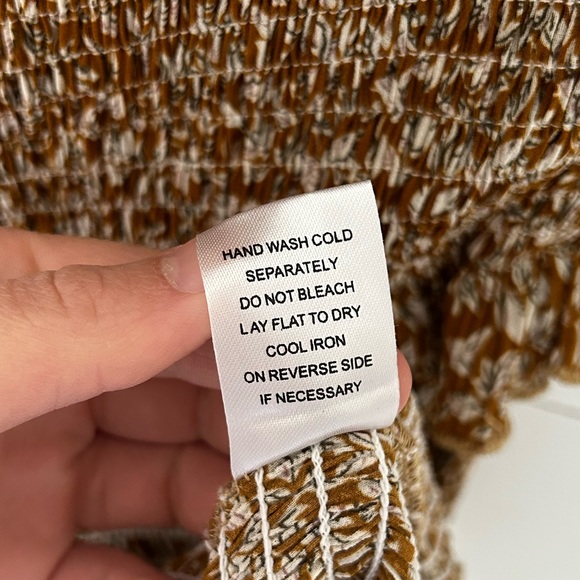 HAND WASH COLD
SEPARATELY
DO NOT BLEACH
LAY FLAT TO DRY
COOL IRON
ON REVERSE SIDE
IF NECESSARY